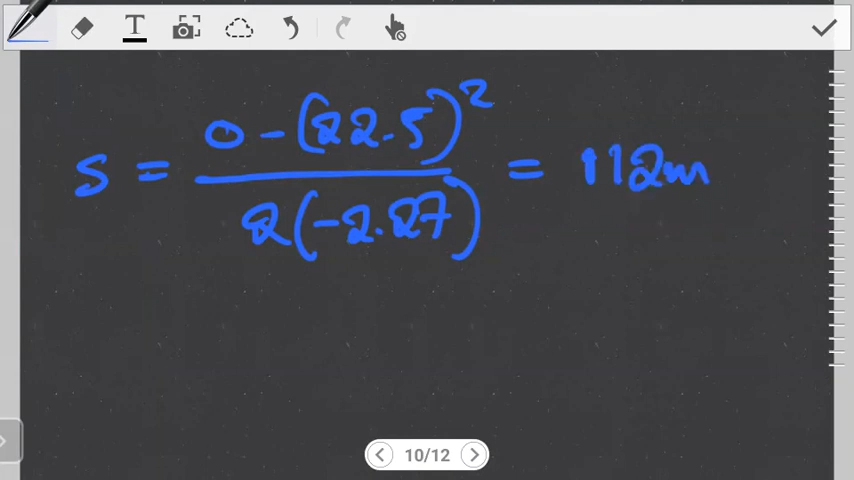 T
s = 0 - (22.5)² / 2(-2.27) = 112m
10/12